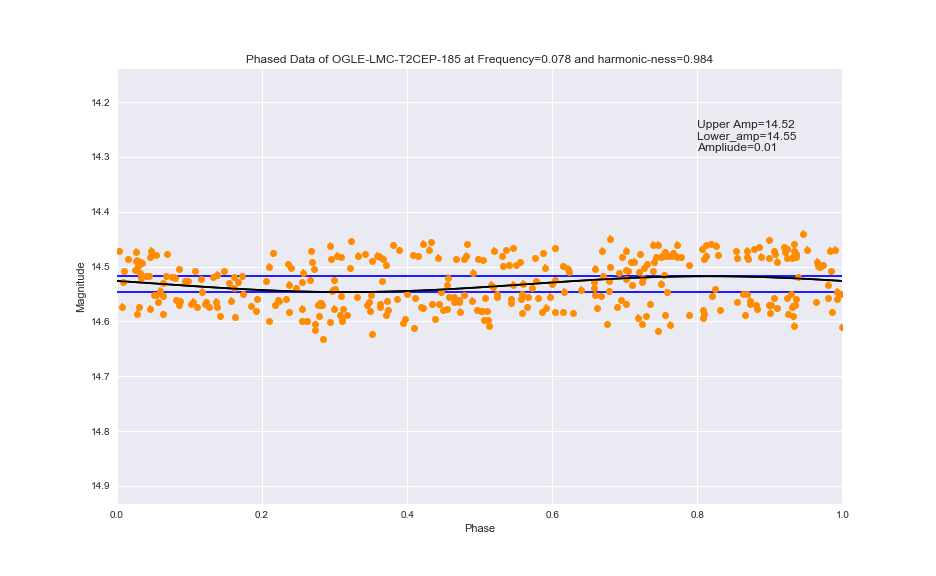 Phased Data of OGLE-LMC-T2CEP-185 at Frequency=0.078 and harmonic-ness=0.984
14.2
Upper Amp=14.52
Lower_amp=14.55
Ampliude=0.01
14.3
14.4
14.5
Magnitude
14.6
14.7
14.8
14.9
0.0 0.2 0.4 0.6 0.8 1.0
Phase